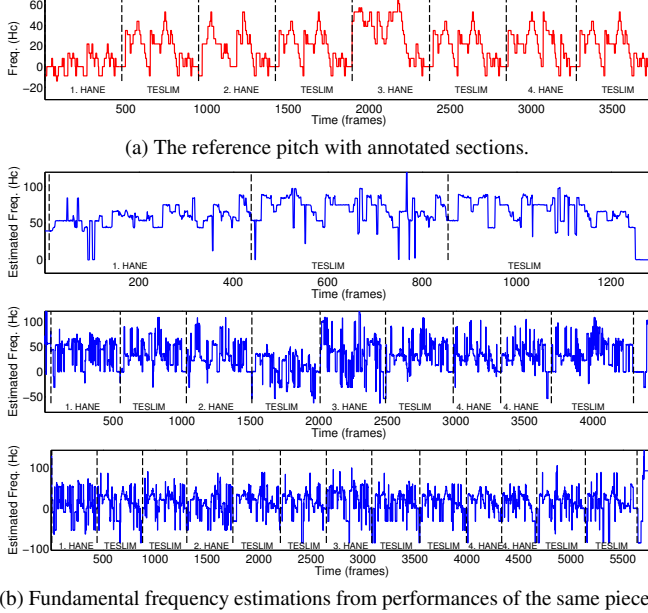 60
40
20
0
−20
Freq. (Hc)
1. HANE TESLIM 2. HANE TESLIM 3. HANE TESLIM 4. HANE TESLIM
500 1000 1500 2000 2500 3000 3500
Time (frames)
(a) The reference pitch with annotated sections.
100
50
0
Estimated Freq. (Hc)
1. HANE TESLIM TESLIM
200 400 600 800 1000 1200
Time (frames)
100
50
0
−50
Estimated Freq. (Hc)
1. HANE TESLIM 2. HANE TESLIM 3. HANE TESLIM 4. HANE 4. HANE TESLIM
500 1000 1500 2000 2500 3000 3500 4000
Time (frames)
100
0
−100
Estimated Freq. (Hc)
1. HANE TESLIM TESLIM 2. HANE TESLIM TESLIM 3. HANE TESLIM TESLIM 4. HANE 4. HANE TESLIM TESLIM
500 1000 1500 2000 2500 3000 3500 4000 4500 5000 5500
Time (frames)
(b) Fundamental frequency estimations from performances of the same piece